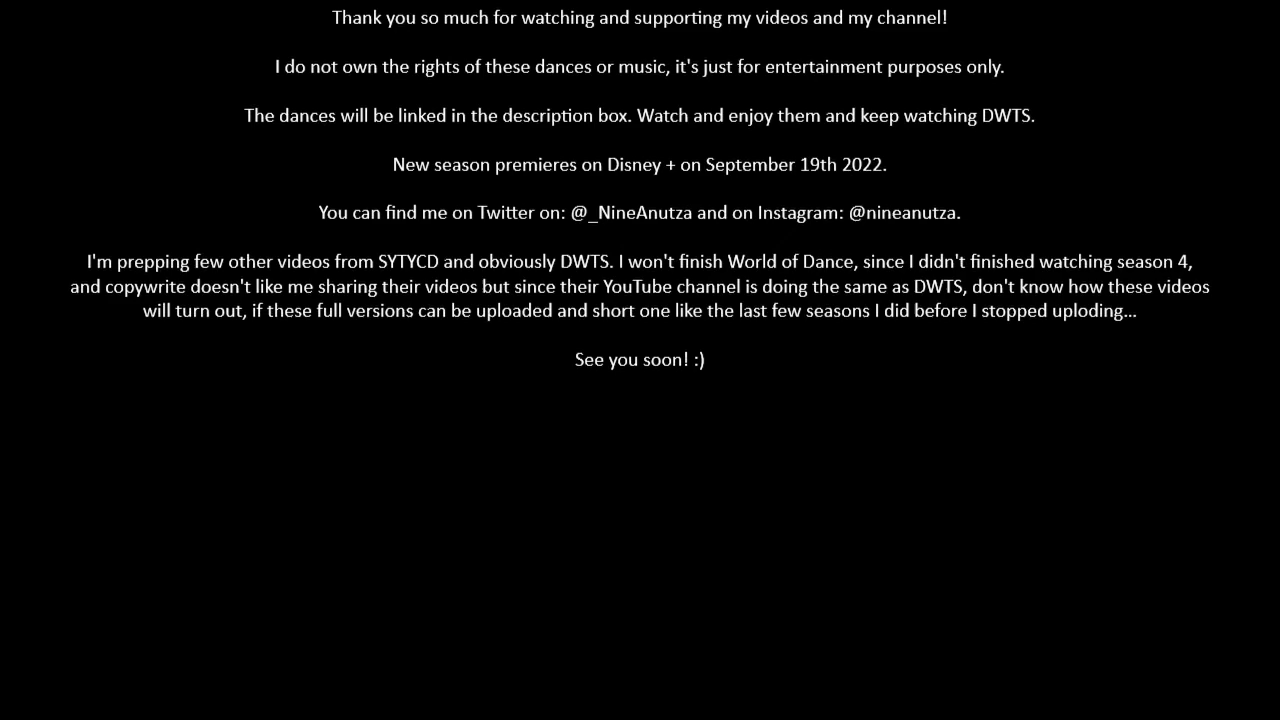 Thank you so much for watching and supporting my videos and my channel!
I do not own the rights of these dances or music, it's just for entertainment purposes only.
The dances will be linked in the description box. Watch and enjoy them and keep watching DWTS.
New season premieres on Disney + on September 19th 2022.
You can find me on Twitter on: @_NineAnutza and on Instagram: @nineanutza.
I'm prepping few other videos from SYTYCD and obviously DWTS. I won't finish World of Dance, since I didn't finished watching season 4,
and copywrite doesn't like me sharing their videos but since their YouTube channel is doing the same as DWTS, don't know how these videos
will turn out, if these full versions can be uploaded and short one like the last few seasons I did before I stopped uploding...
See you soon! :)